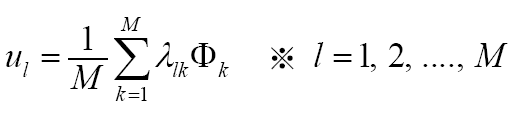 u_l = \frac{1}{M} \sum_{k=1}^{M} \lambda_{lk} \Phi_k ※ l = 1, 2, ...., M